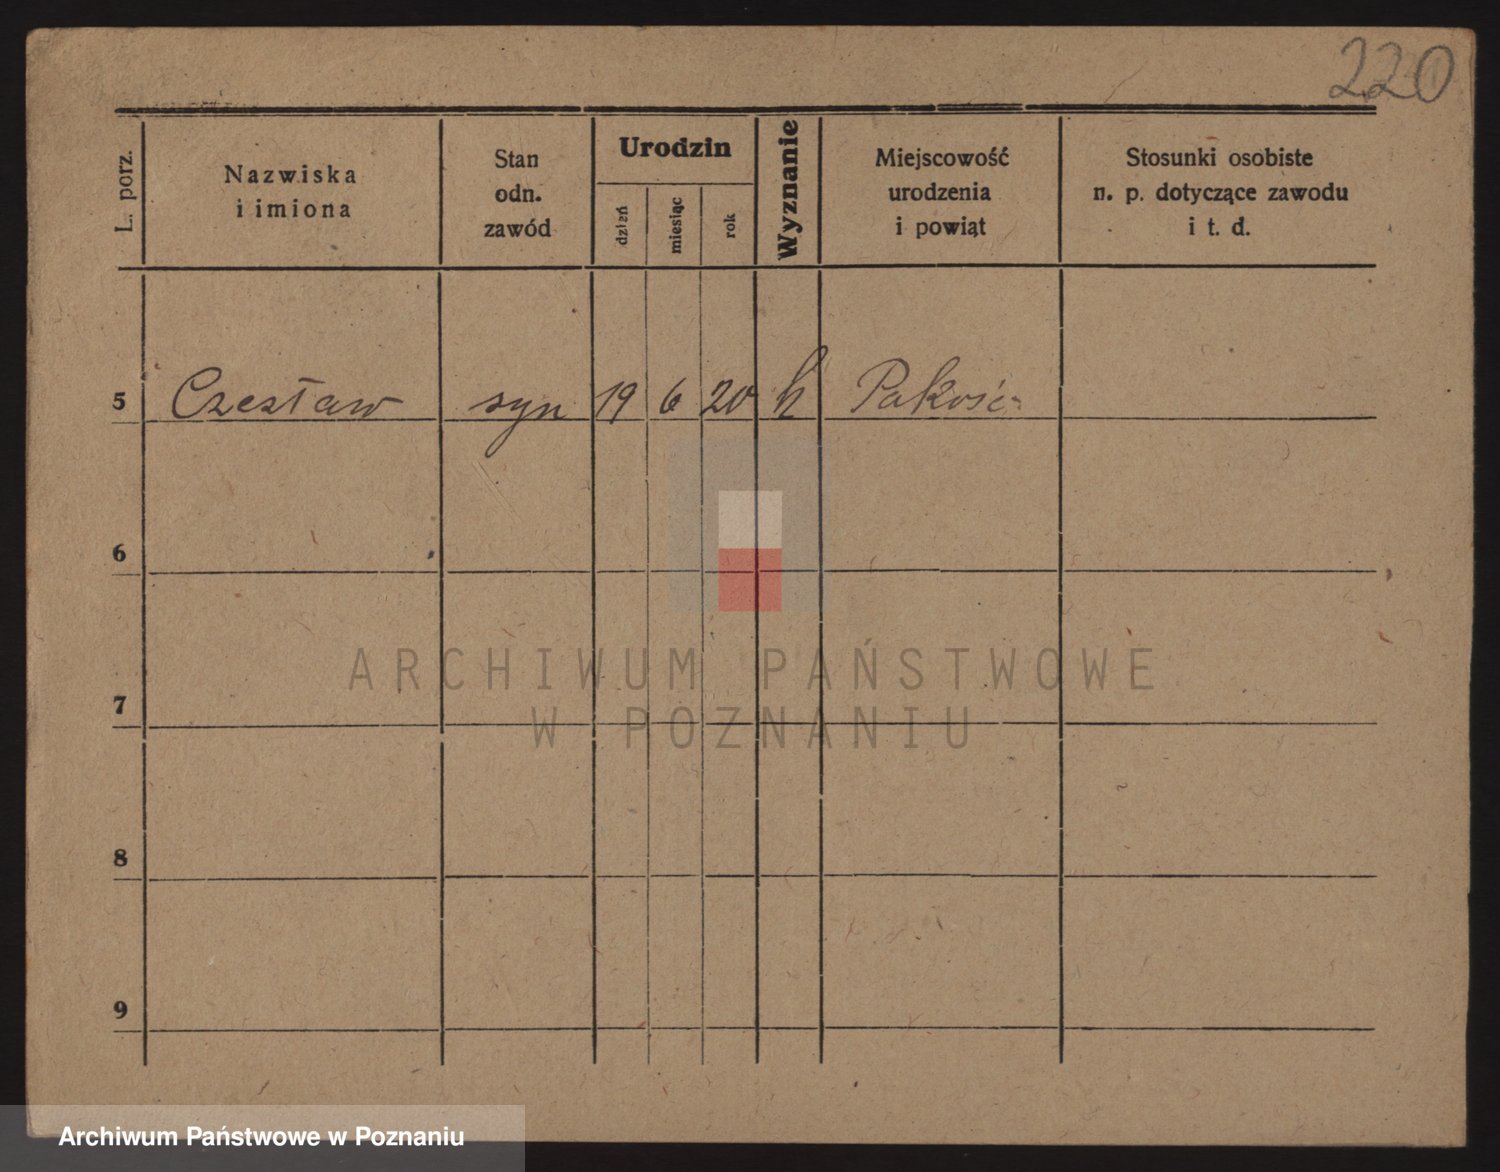 220
L. porz.
Nazwiska
i imiona
Stan
odn.
zawód
Urodzin
dzień
miesiąc
rok
Wyznanie
Miejscowość
urodzenia
i powiąt
Stosunki osobiste
n. p. dotyczące zawodu
i t. d.
5 Czesław syn 19 6 20 k Pakość
6
7
8
9
ARCHIWUM PAŃSTWOWE
W POZNANIU
Archiwum Państwowe w Poznaniu